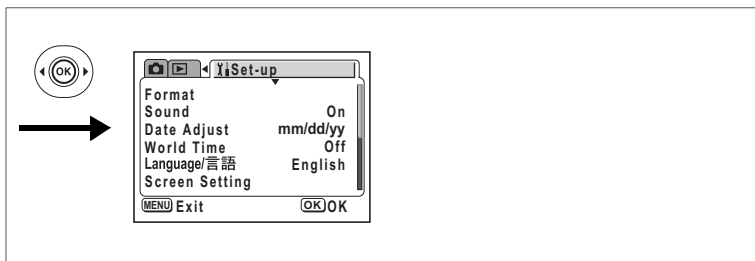 OK
Set-up
Format
Sound On
Date Adjust mm/dd/yy
World Time Off
Language/言語 English
Screen Setting
MENU Exit OK OK